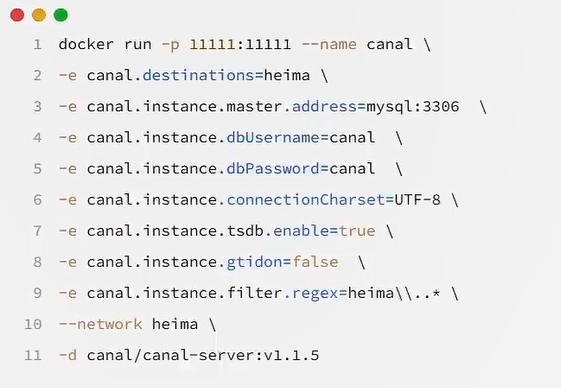 1 docker run -p 11111:11111 --name canal \
2 -e canal.destinations=heima \
3 -e canal.instance.master.address=mysql:3306  \
4 -e canal.instance.dbUsername=canal  \
5 -e canal.instance.dbPassword=canal  \
6 -e canal.instance.connectionCharset=UTF-8 \
7 -e canal.instance.tsdb.enable=true \
8 -e canal.instance.gtidon=false  \
9 -e canal.instance.filter.regex=heima\\..* \
10 --network heima \
11 -d canal/canal-server:v1.1.5